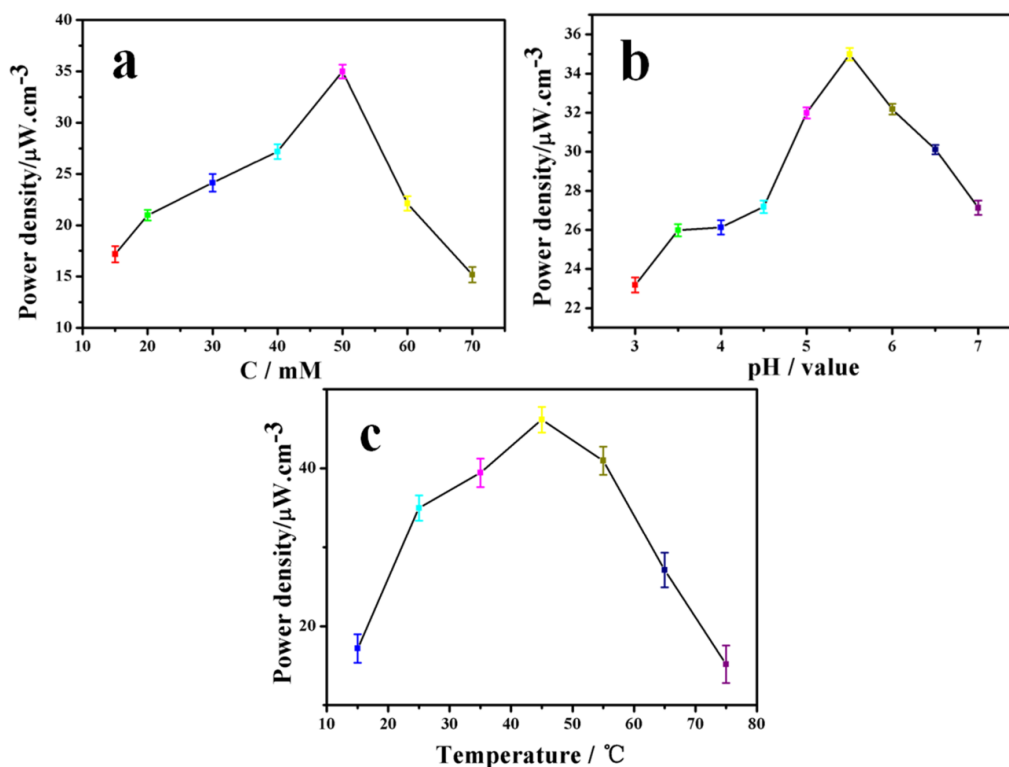 a
Power density/μW.cm-3
40
35
30
25
20
15
10
10 20 30 40 50 60 70
C / mM
b
Power density/μW.cm-3
36
34
32
30
28
26
24
22
3 4 5 6 7
pH / value
c
Power density/μW.cm-3
40
20
10 20 30 40 50 60 70 80
Temperature / ℃